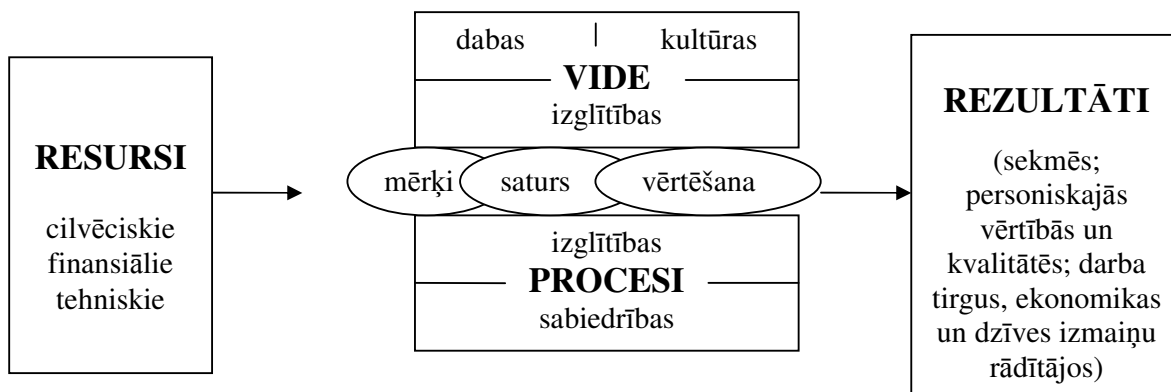 RESURSI
cilvēciskie
finansiālie
tehniskie
dabas | kultūras
VIDE
izglītības
mērķi saturs vērtēšana
izglītības
PROCESI
sabiedrības
REZULTĀTI
(sekmēs;
personiskajās
vērtībās un
kvalitātēs; darba
tirgus, ekonomikas
un dzīves izmaiņu
rādītājos)